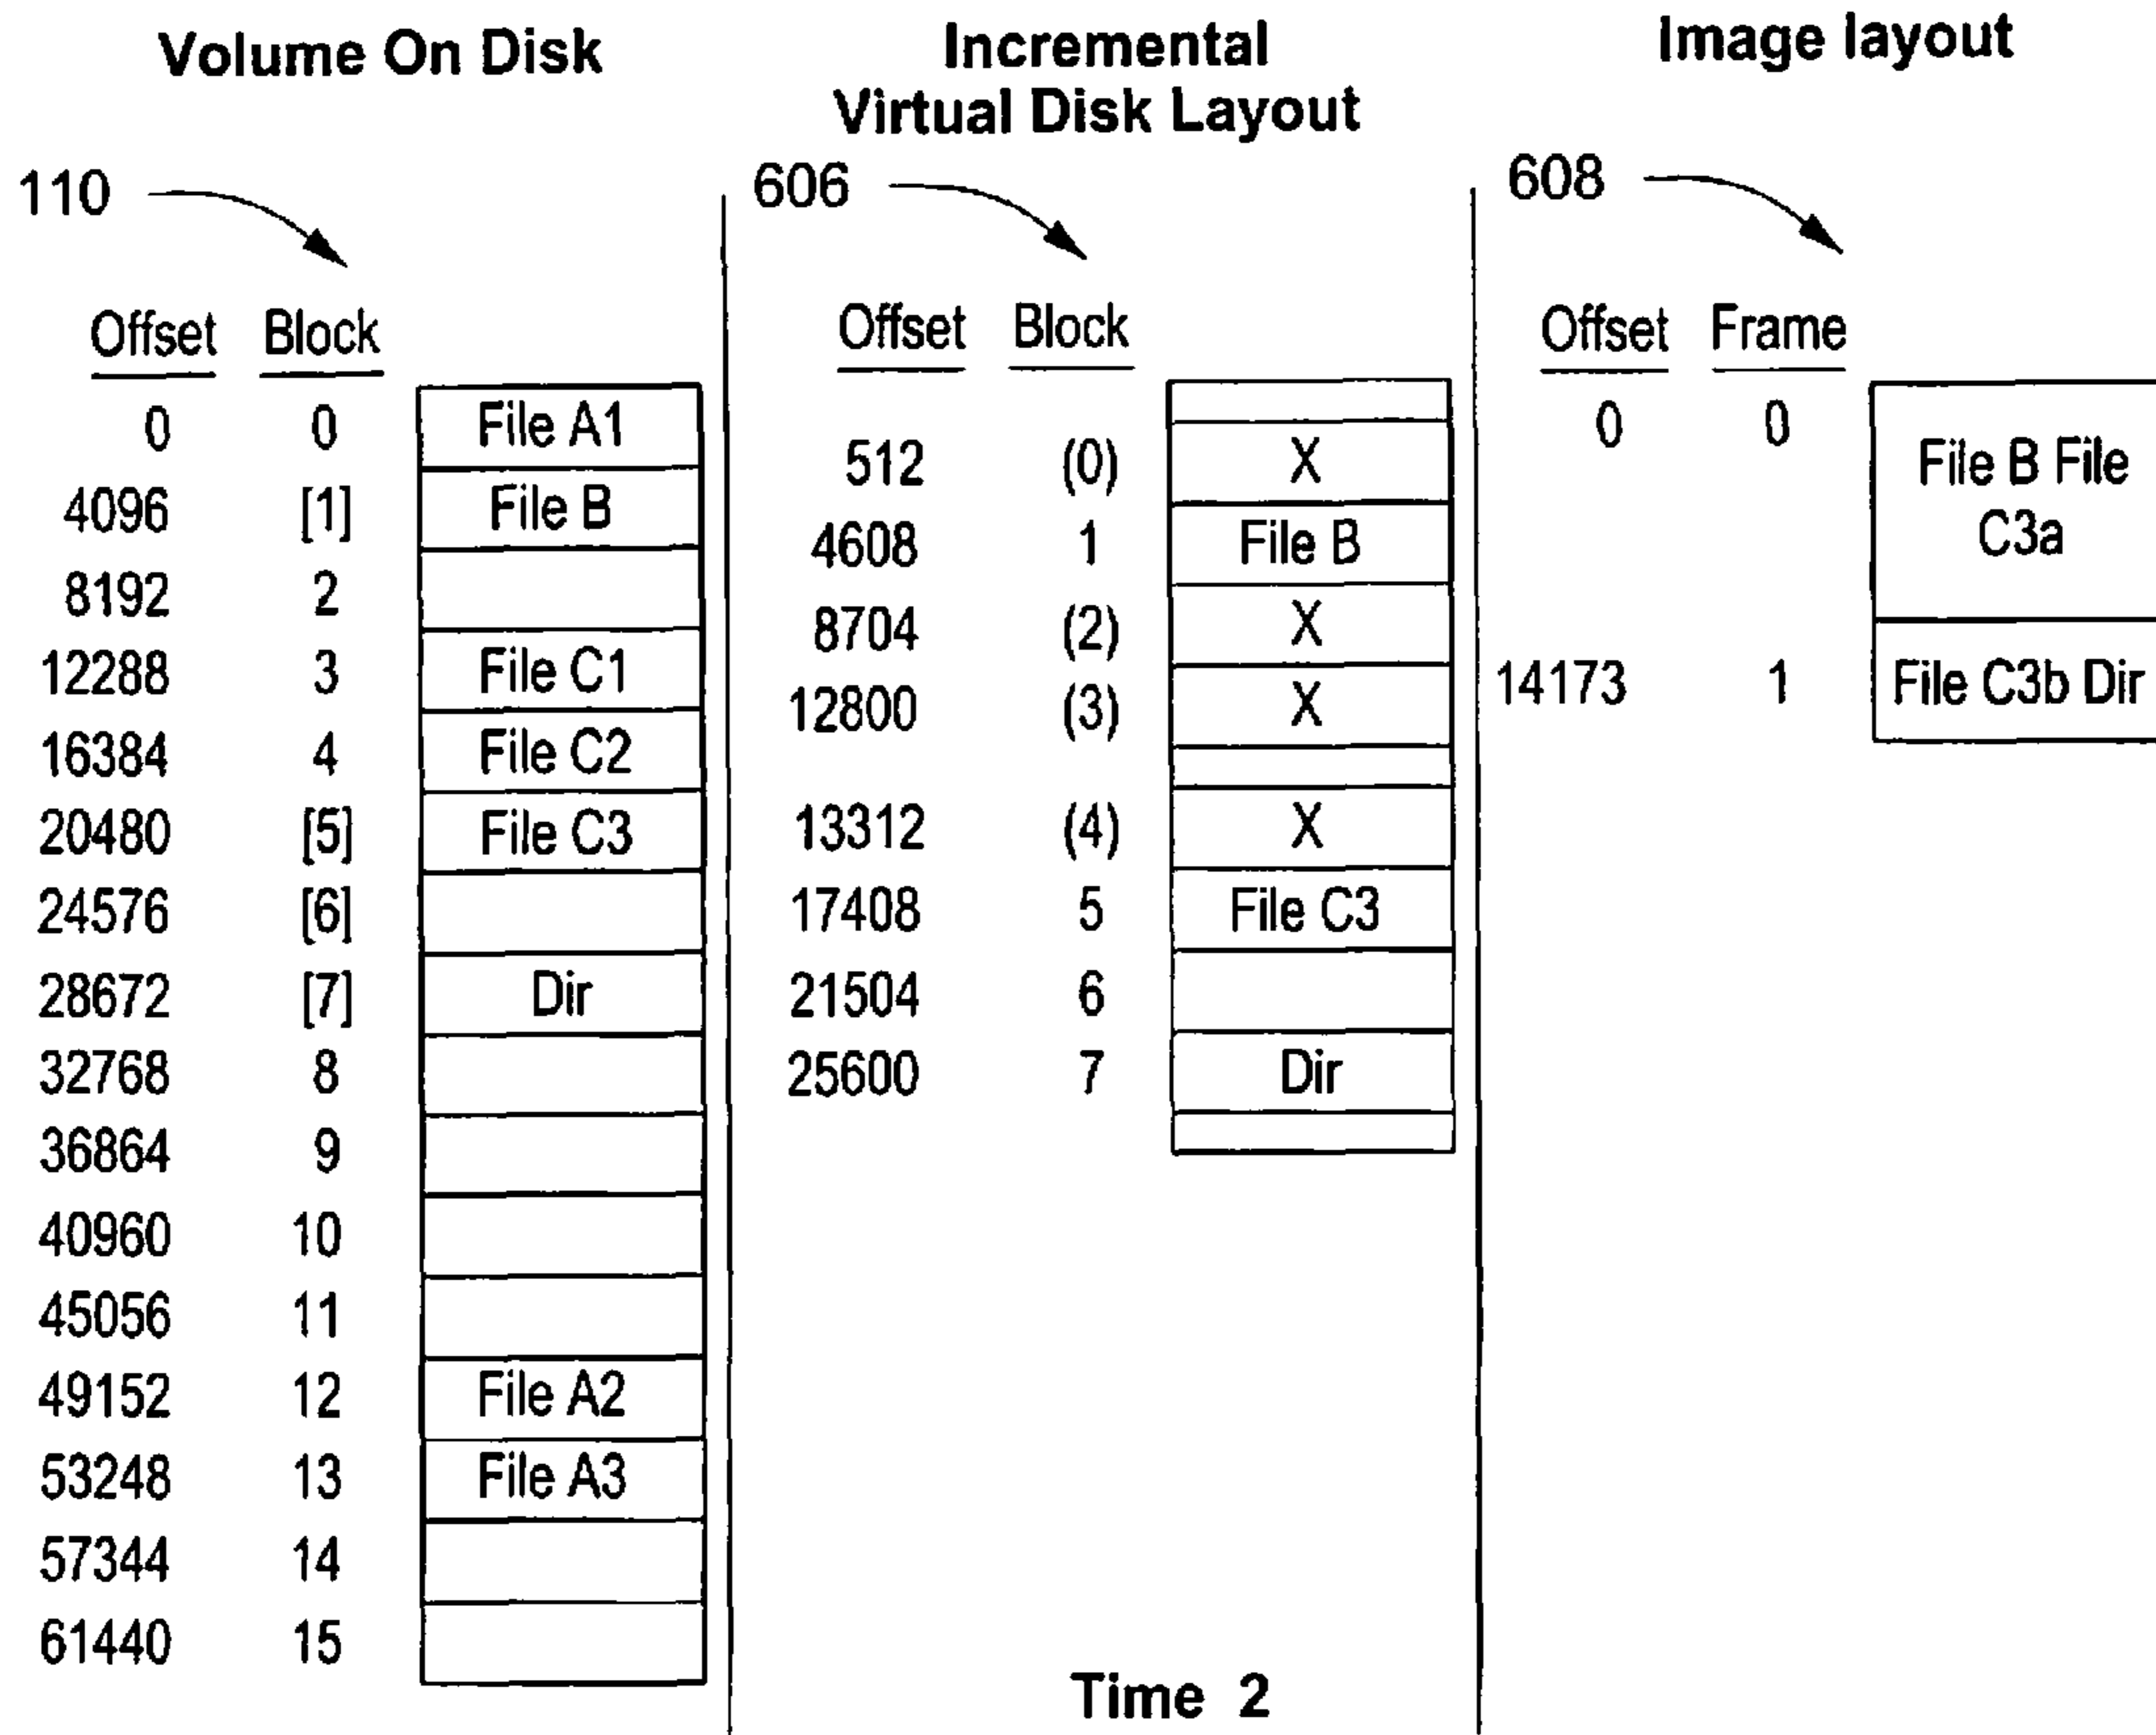 Volume On Disk
110
Offset Block
0 0 File A1
4096 [1] File B
8192 2
12288 3 File C1
16384 4 File C2
20480 [5] File C3
24576 [6]
28672 [7] Dir
32768 8
36864 9
40960 10
45056 11
49152 12 File A2
53248 13 File A3
57344 14
61440 15
Incremental
Virtual Disk Layout
606
Offset Block
512 (0) X
4608 1 File B
8704 (2) X
12800 (3) X
13312 (4) X
17408 5 File C3
21504 6
25600 7 Dir
Time 2
Image layout
608
Offset Frame
0 0 File B File
C3a
14173 1 File C3b Dir